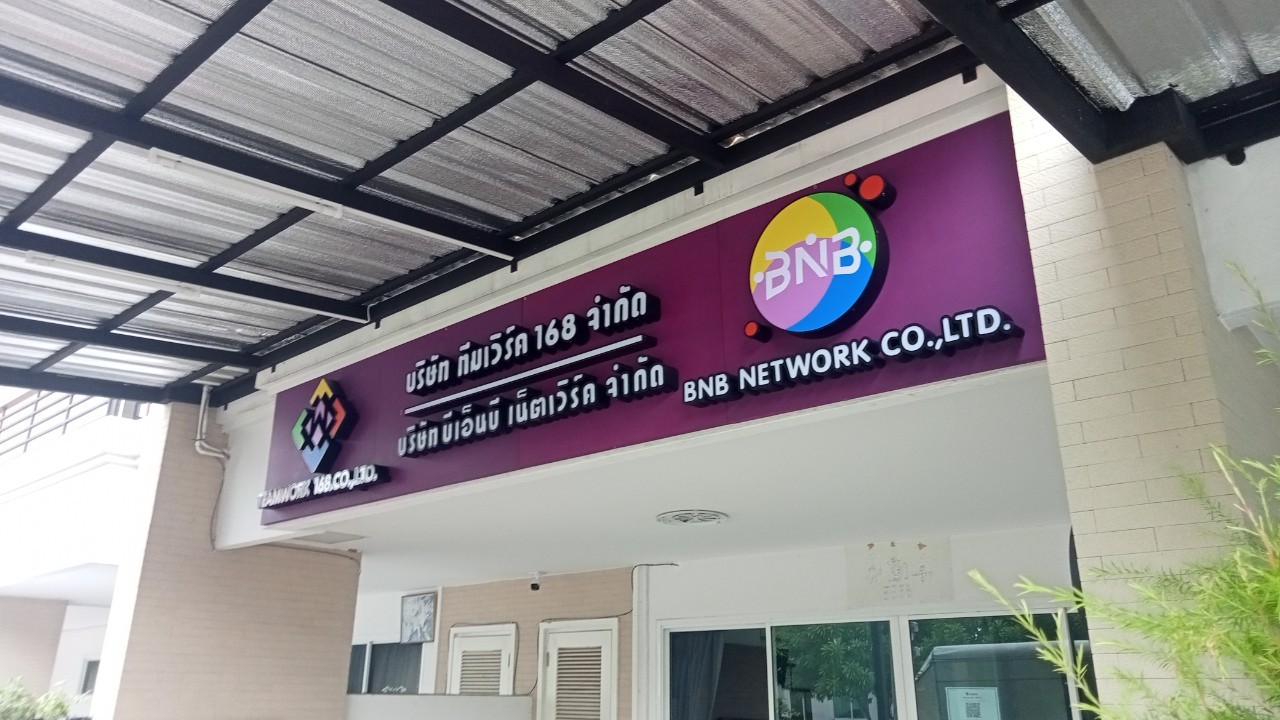 TEAMWORK 168.CO.,LTD.
บริษัท ทีมเวิร์ค 168 จำกัด
บริษัท บีเอ็นบี เน็ตเวิร์ค จำกัด
BNB
BNB NETWORK CO.,LTD.